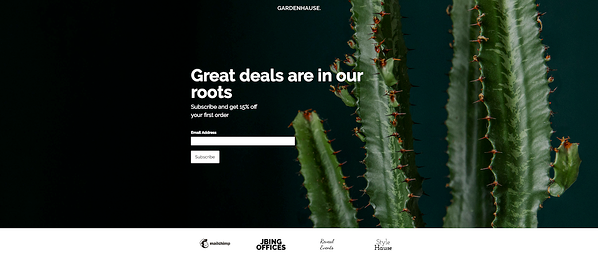 GARDENHAUSE.
Great deals are in our
roots
Subscribe and get 15% off
your first order
Email Address
Subscribe
mailchimp
JBING
OFFICES
Reveal
Events
Style
House